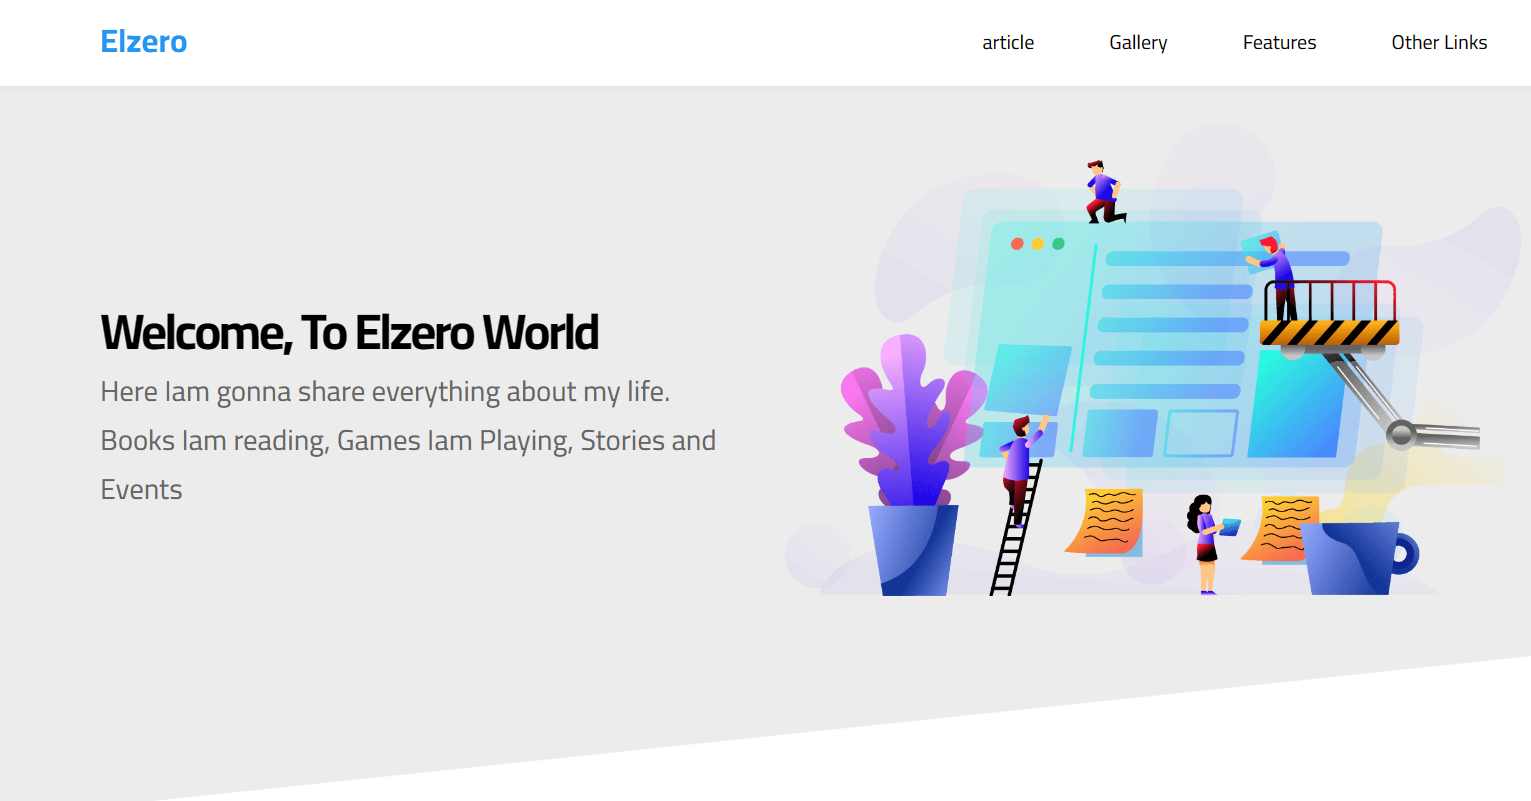 Elzero
article Gallery Features Other Links
Welcome, To Elzero World
Here Iam gonna share everything about my life.
Books Iam reading, Games Iam Playing, Stories and
Events